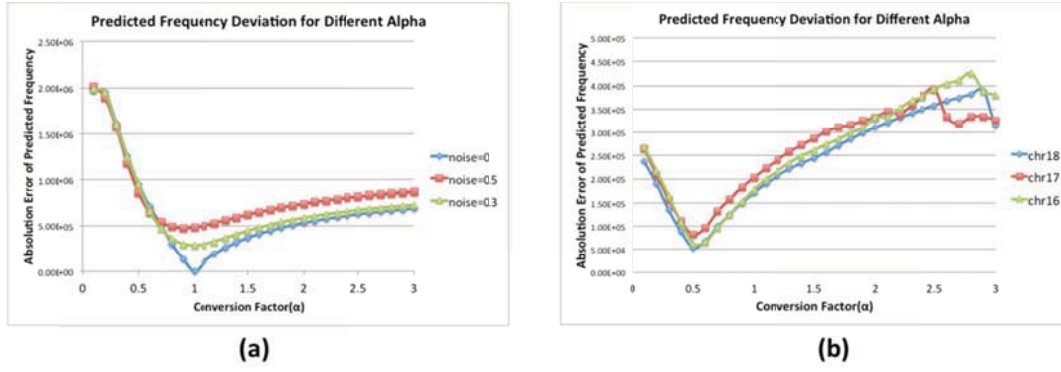 Predicted Frequency Deviation for Different Alpha
Absolution Error of Predicted Frequency
2.50E+06
2.00E+06
1.50E+06
1.00E+06
5.00E+05
0.00E+00
0 0.5 1 1.5 2 2.5 3
Conversion Factor(α)
noise=0
noise=0.5
noise=0.3
(a)
Predicted Frequency Deviation for Different Alpha
Absolution Error of Predicted Frequency
5.00E+05
4.50E+05
4.00E+05
3.50E+05
3.00E+05
2.50E+05
2.00E+05
1.50E+05
1.00E+05
5.00E+04
0.00E+00
0 0.5 1 1.5 2 2.5 3
Conversion Factor(α)
chr18
chr17
chr16
(b)